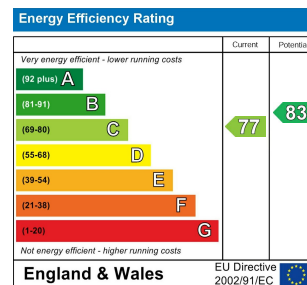 Energy Efficiency Rating
Current
Potential
Very energy efficient - lower running costs
(92 plus) A
(81-91) B
(69-80) C
(55-68) D
(39-54) E
(21-38) F
(1-20) G
77
83
Not energy efficient - higher running costs
England & Wales
EU Directive
2002/91/EC